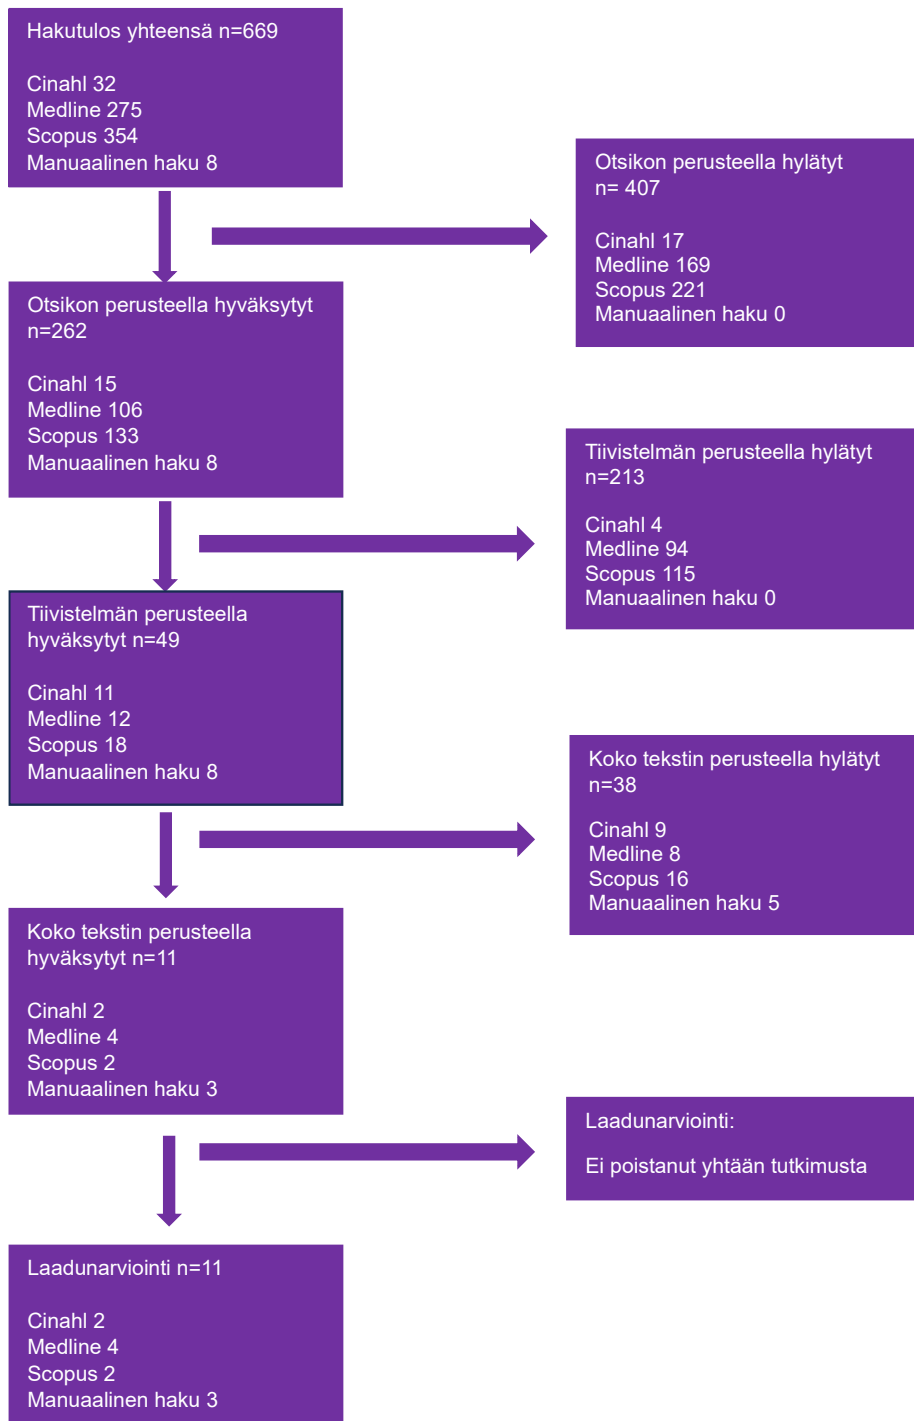 Hakutulos yhteensä n=669
Cinahl 32
Medline 275
Scopus 354
Manuaalinen haku 8
Otsikon perusteella hylätyt
n= 407
Cinahl 17
Medline 169
Scopus 221
Manuaalinen haku 0
Otsikon perusteella hyväksytyt
n=262
Cinahl 15
Medline 106
Scopus 133
Manuaalinen haku 8
Tiivistelmän perusteella hylätyt
n=213
Cinahl 4
Medline 94
Scopus 115
Manuaalinen haku 0
Tiivistelmän perusteella
hyväksytyt n=49
Cinahl 11
Medline 12
Scopus 18
Manuaalinen haku 8
Koko tekstin perusteella hylätyt
n=38
Cinahl 9
Medline 8
Scopus 16
Manuaalinen haku 5
Koko tekstin perusteella
hyväksytyt n=11
Cinahl 2
Medline 4
Scopus 2
Manuaalinen haku 3
Laadunarviointi:
Ei poistanut yhtään tutkimusta
Laadunarviointi n=11
Cinahl 2
Medline 4
Scopus 2
Manuaalinen haku 3